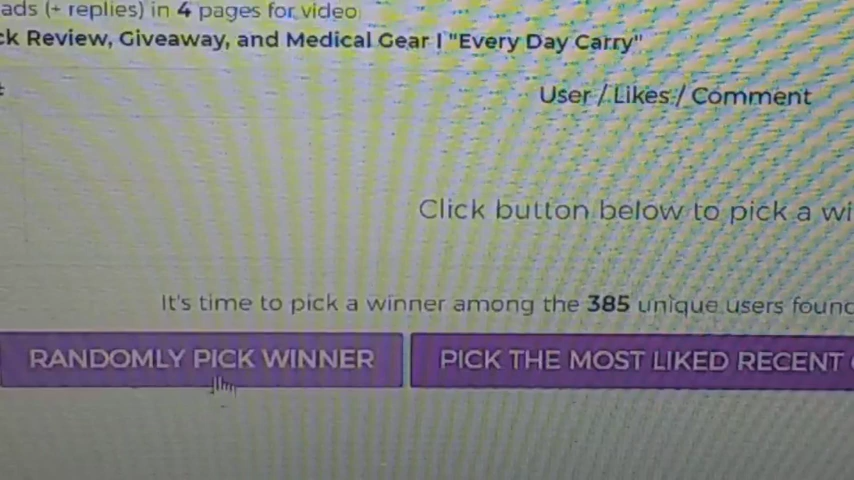 ads (+ replies) in 4 pages for video
ck Review, Giveaway, and Medical Gear | "Every Day Carry"
User / Likes / Comment
Click button below to pick a wi
It's time to pick a winner among the 385 unique users found
RANDOMLY PICK WINNER
PICK THE MOST LIKED RECENT